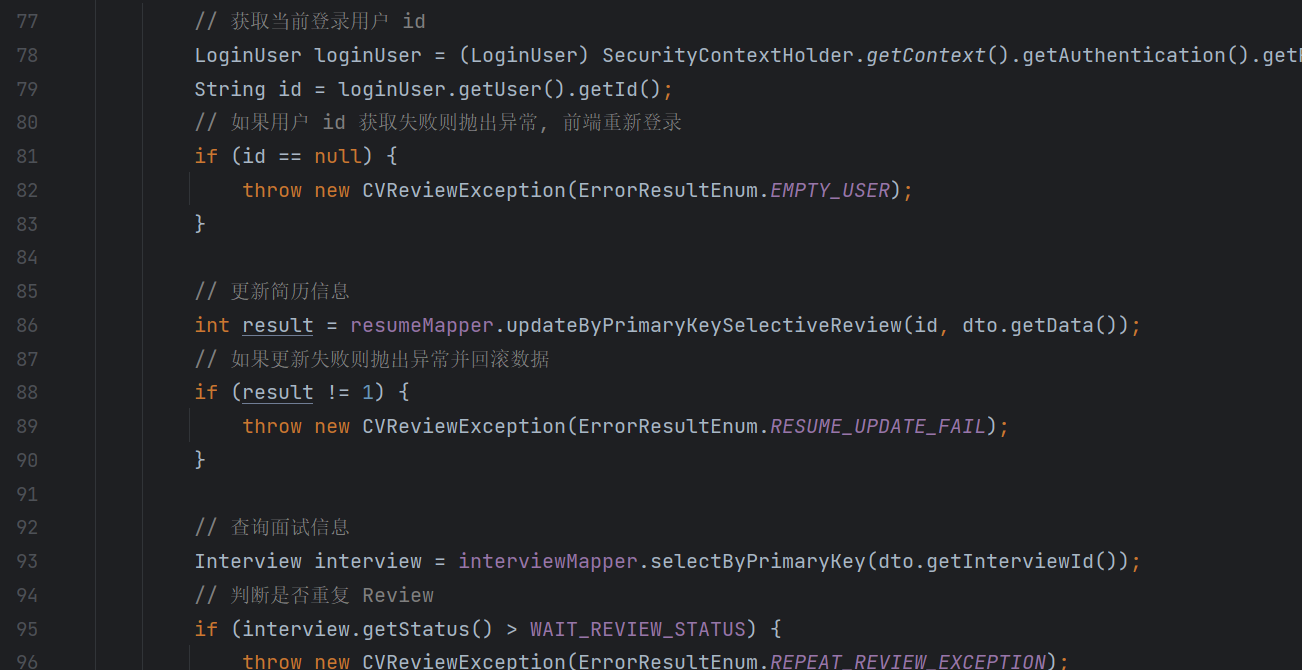 77 // 获取当前登录用户 id
78 LoginUser loginUser = (LoginUser) SecurityContextHolder.getContext().getAuthentication().get
79 String id = loginUser.getUser().getId();
80 // 如果用户 id 获取失败则抛出异常, 前端重新登录
81 if (id == null) {
82 throw new CVReviewException(ErrorResultEnum.EMPTY_USER);
83 }
84
85 // 更新简历信息
86 int result = resumeMapper.updateByPrimaryKeySelectiveReview(id, dto.getData());
87 // 如果更新失败则抛出异常并回滚数据
88 if (result != 1) {
89 throw new CVReviewException(ErrorResultEnum.RESUME_UPDATE_FAIL);
90 }
91
92 // 查询面试信息
93 Interview interview = interviewMapper.selectByPrimaryKey(dto.getInterviewId());
94 // 判断是否重复 Review
95 if (interview.getStatus() > WAIT_REVIEW_STATUS) {
96 throw new CVReviewException(ErrorResultEnum.REPEAT_REVIEW_EXCEPTION);